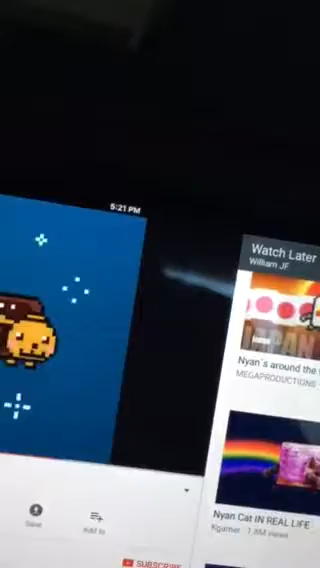 5:21 PM
Watch Later
William JF
Nyan's around the
MEGAPRODUCTIONS
Nyan Cat IN REAL LIFE
Kgamer · 1.8M views
Save
Add to
SUBSCRIBE